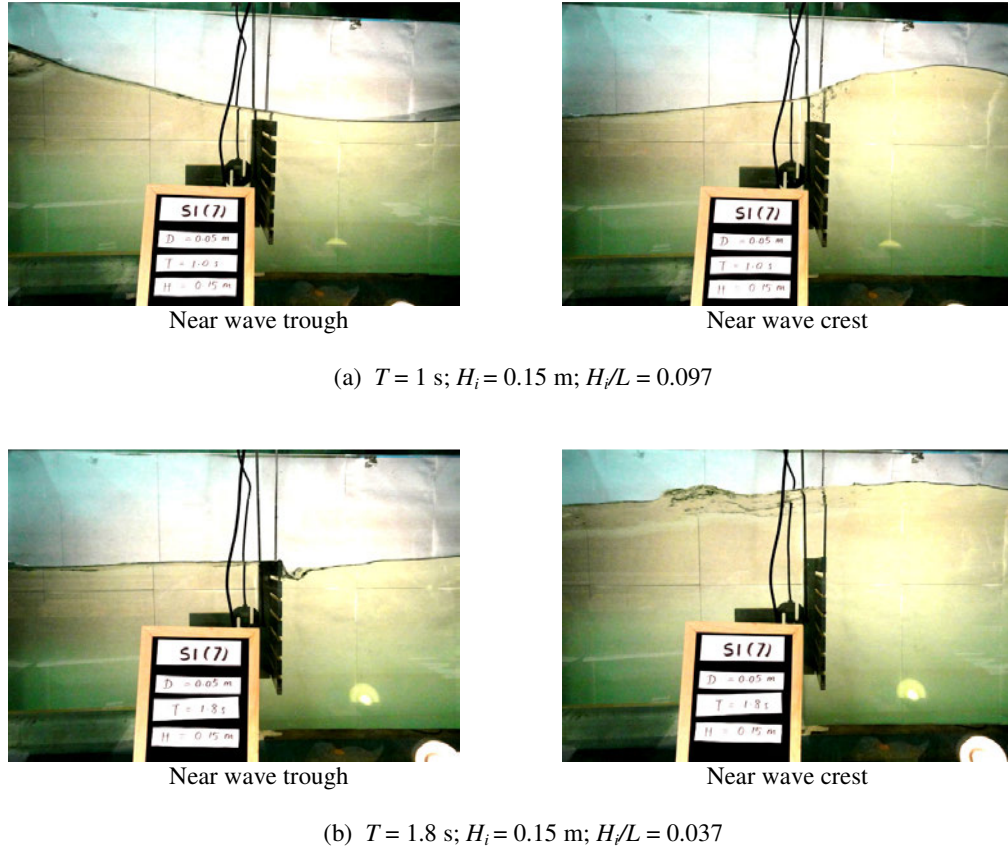 S1(7)
D = 0.05 m
T = 1.0 s
H = 0.15 m
S1(7)
D = 0.05 m
T = 1.0 s
H = 0.15 m
Near wave trough
Near wave crest
(a) T = 1 s; Hᵢ = 0.15 m; Hᵢ/L = 0.097
S1(7)
D = 0.05 m
T = 1.8 s
H = 0.15 m
S1(7)
D = 0.05 m
T = 1.8 s
H = 0.15 m
Near wave trough
Near wave crest
(b) T = 1.8 s; Hᵢ = 0.15 m; Hᵢ/L = 0.037